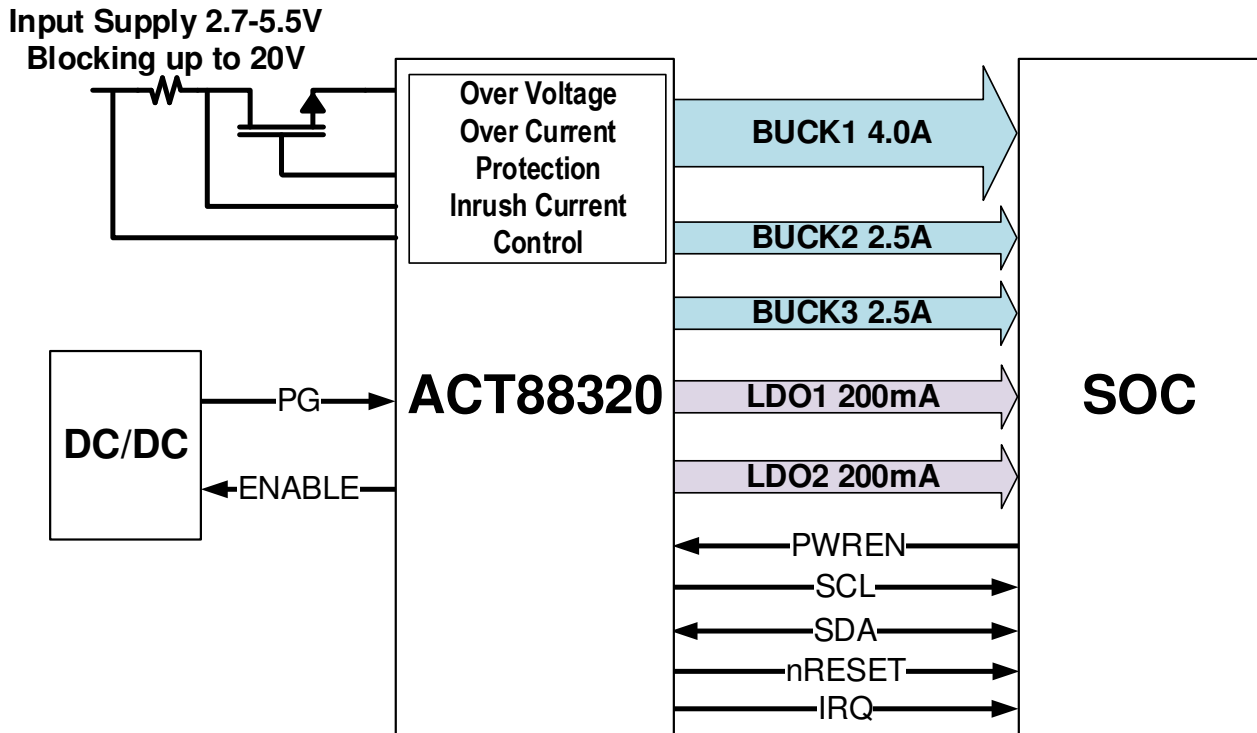 Input Supply 2.7-5.5V
Blocking up to 20V
Over Voltage
Over Current
Protection
Inrush Current
Control
BUCK1 4.0A
BUCK2 2.5A
BUCK3 2.5A
LDO1 200mA
LDO2 200mA
ACT88320
SOC
DC/DC
PG
ENABLE
PWREN
SCL
SDA
nRESET
IRQ